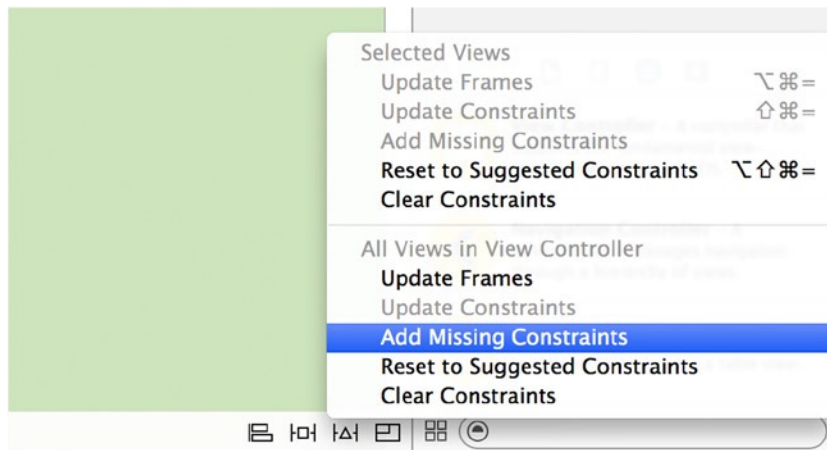 Selected Views
Update Frames ⌥⌘=
Update Constraints ⇧⌘=
Add Missing Constraints
Reset to Suggested Constraints ⌥⇧⌘=
Clear Constraints
All Views in View Controller
Update Frames
Update Constraints
Add Missing Constraints
Reset to Suggested Constraints
Clear Constraints